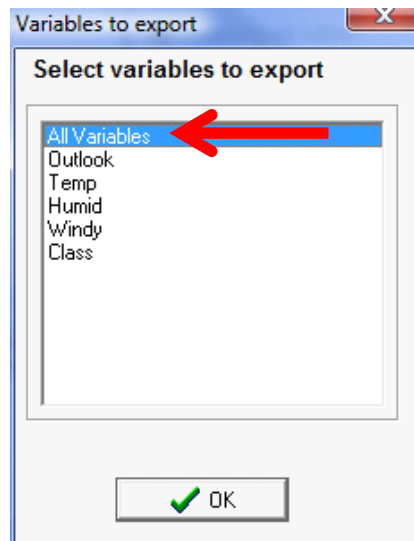 Variables to export
Select variables to export
All Variables
Outlook
Temp
Humid
Windy
Class
OK